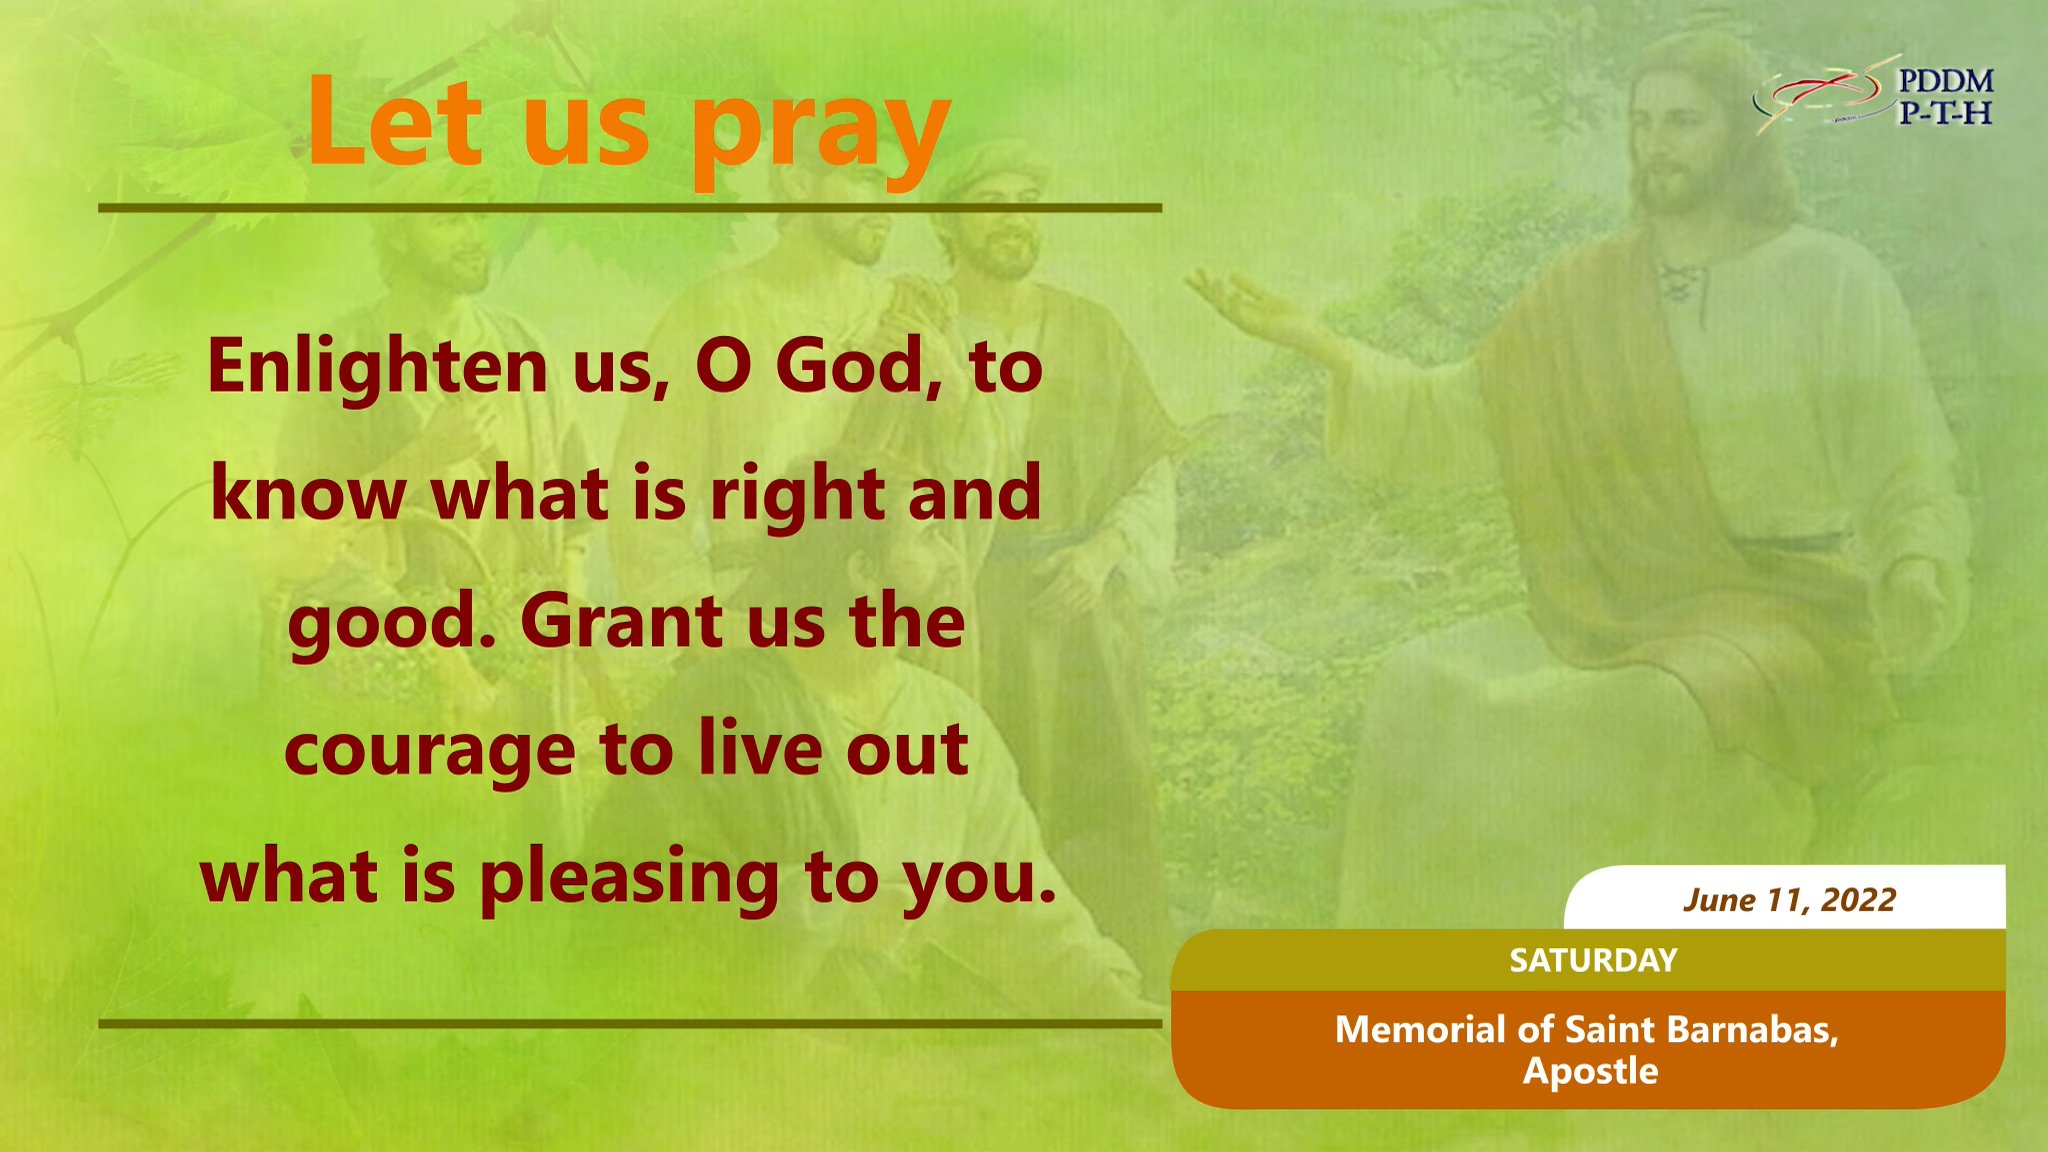 Let us pray
PDDM
P-T-H
Enlighten us, O God, to
know what is right and
good. Grant us the
courage to live out
what is pleasing to you.
June 11, 2022
SATURDAY
Memorial of Saint Barnabas,
Apostle